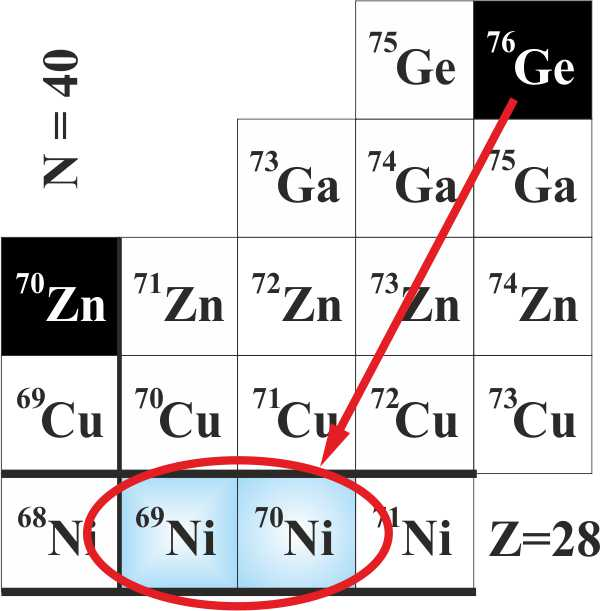 N = 40
75Ge 76Ge
73Ga 74Ga 75Ga
70Zn 71Zn 72Zn 73Zn 74Zn
69Cu 70Cu 71Cu 72Cu 73Cu
68Ni 69Ni 70Ni 71Ni Z=28